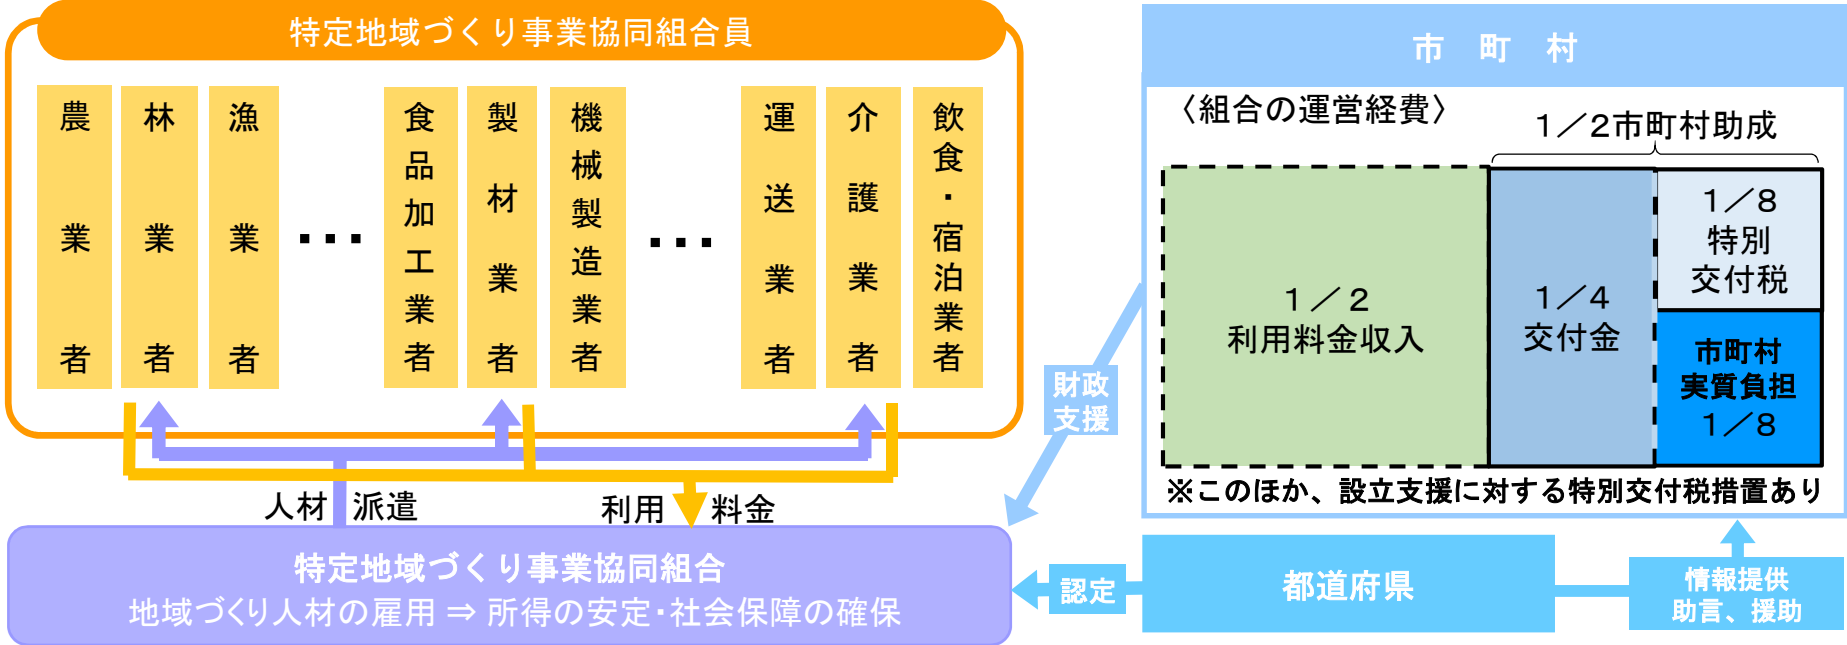 特定地域づくり事業協同組合員
農業者
林業者
漁業者
・・・
食品加工業者
製材業者
機械製造業者
・・・
運送業者
介護業者
飲食・宿泊業者
人材派遣
利用料金
特定地域づくり事業協同組合
地域づくり人材の雇用 ⇒ 所得の安定・社会保障の確保
市町村
〈組合の運営経費〉
1／2市町村助成
1／2
利用料金収入
1／4
交付金
1／8
特別
交付税
市町村
実質負担
1／8
※このほか、設立支援に対する特別交付税措置あり
財政
支援
認定
都道府県
情報提供
助言、援助